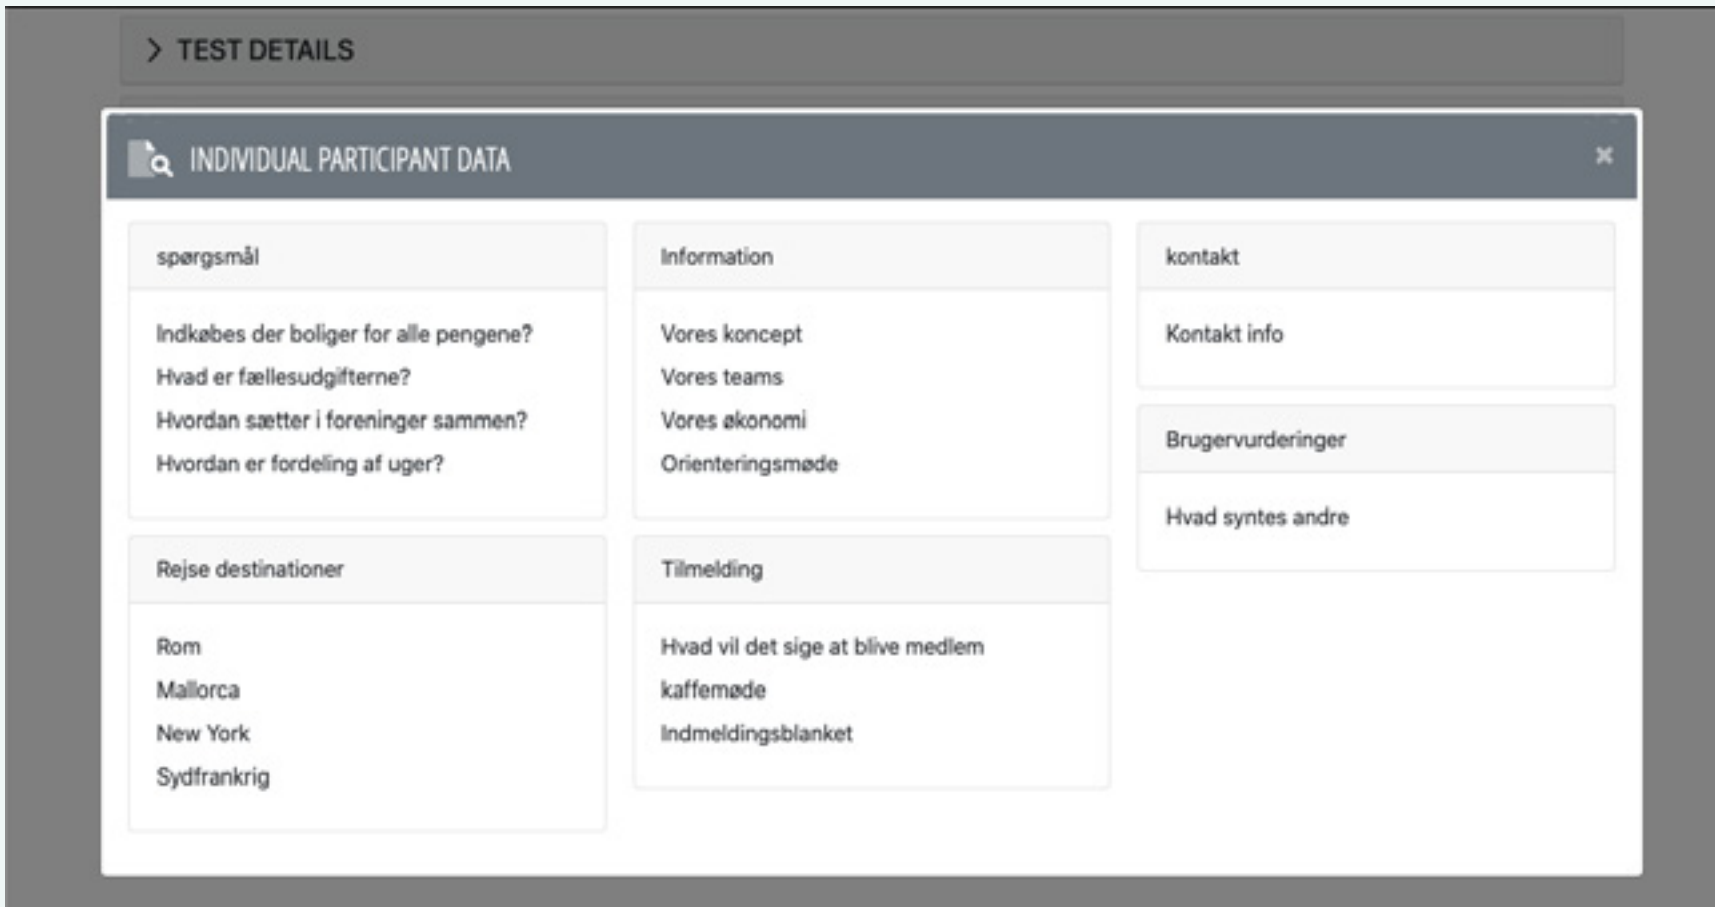 TEST DETAILS
INDIVIDUAL PARTICIPANT DATA
spørgsmål
Indkøbes der boliger for alle pengene?
Hvad er fællesudgifterne?
Hvordan sætter i foreninger sammen?
Hvordan er fordeling af uger?
Rejse destinationer
Rom
Mallorca
New York
Sydfrankrig
Information
Vores koncept
Vores teams
Vores økonomi
Orienteringsmøde
Tilmelding
Hvad vil det sige at blive medlem
kaffemøde
Indmeldingsblanket
kontakt
Kontakt info
Brugervurderinger
Hvad syntes andre